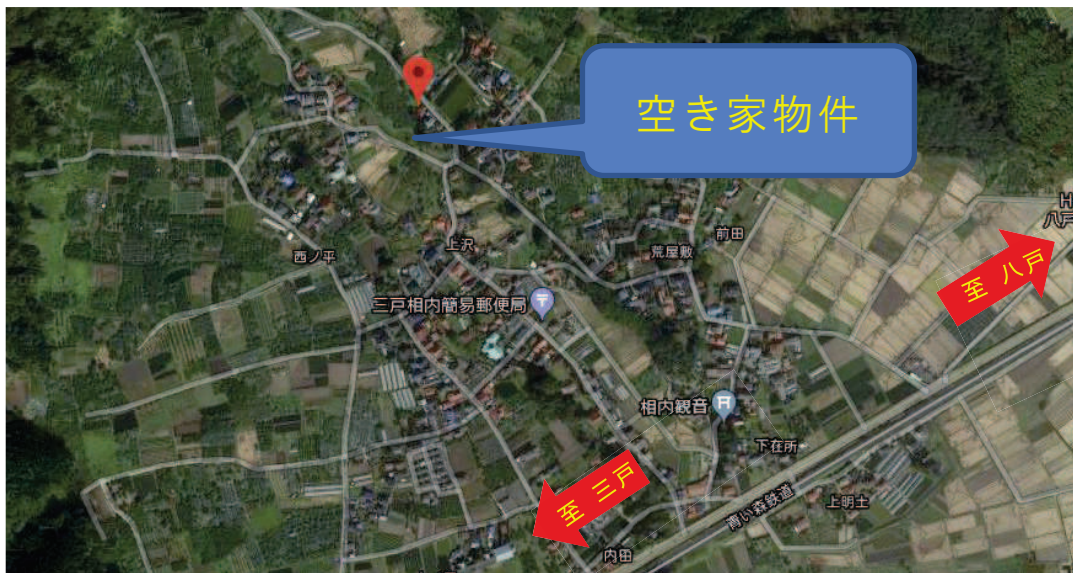 空き家物件
H
八戸
前田
荒屋敷
上沢
西ノ平
至 八戸
三戸相内簡易郵便局
相内観音
下在所
至 三戸
青い森鉄道
上明土
内田